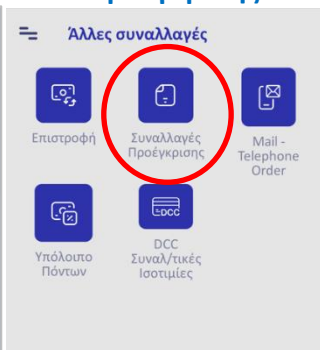 Άλλες συναλλαγές
Επιστροφή
Συναλλαγές
Προέγκρισης
Mail -
Telephone
Order
DCC
Υπόλοιπο
Πόντων
DCC
Συναλ/τικές
Ισοτιμίες